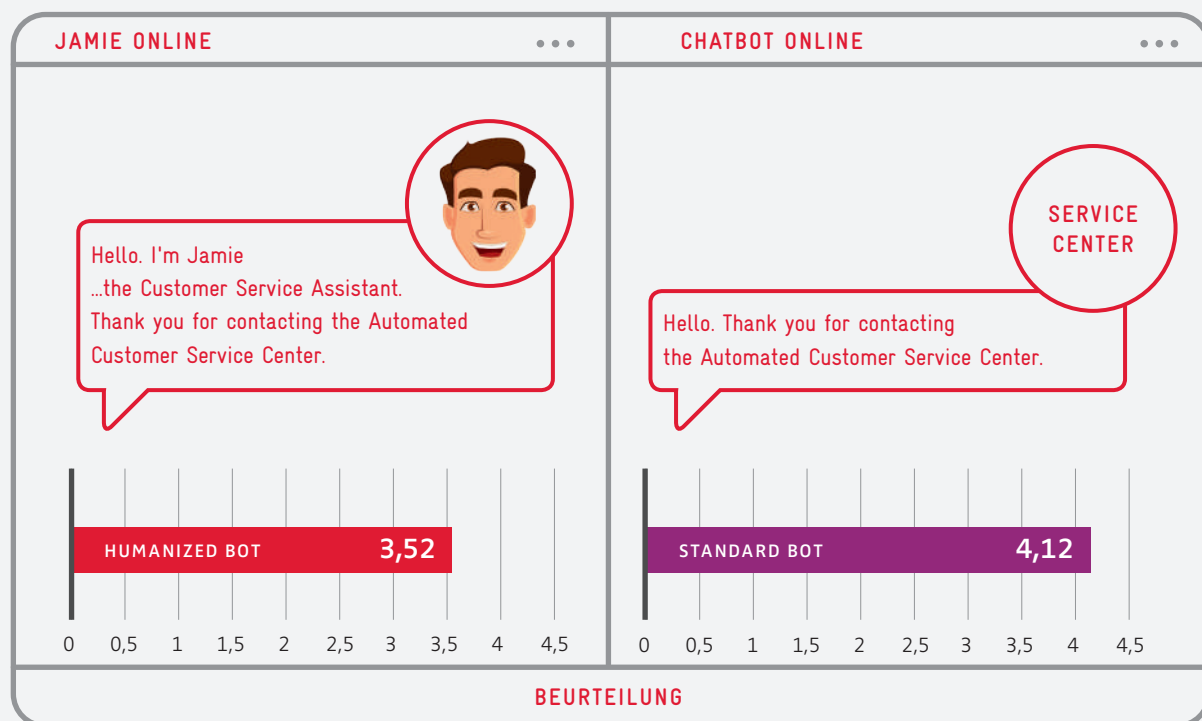 JAMIE ONLINE
Hello. I'm Jamie
...the Customer Service Assistant.
Thank you for contacting the Automated
Customer Service Center.
HUMANIZED BOT 3,52
0 0,5 1 1,5 2 2,5 3 3,5 4 4,5
CHATBOT ONLINE
SERVICE
CENTER
Hello. Thank you for contacting
the Automated Customer Service Center.
STANDARD BOT 4,12
0 0,5 1 1,5 2 2,5 3 3,5 4 4,5
BEURTEILUNG